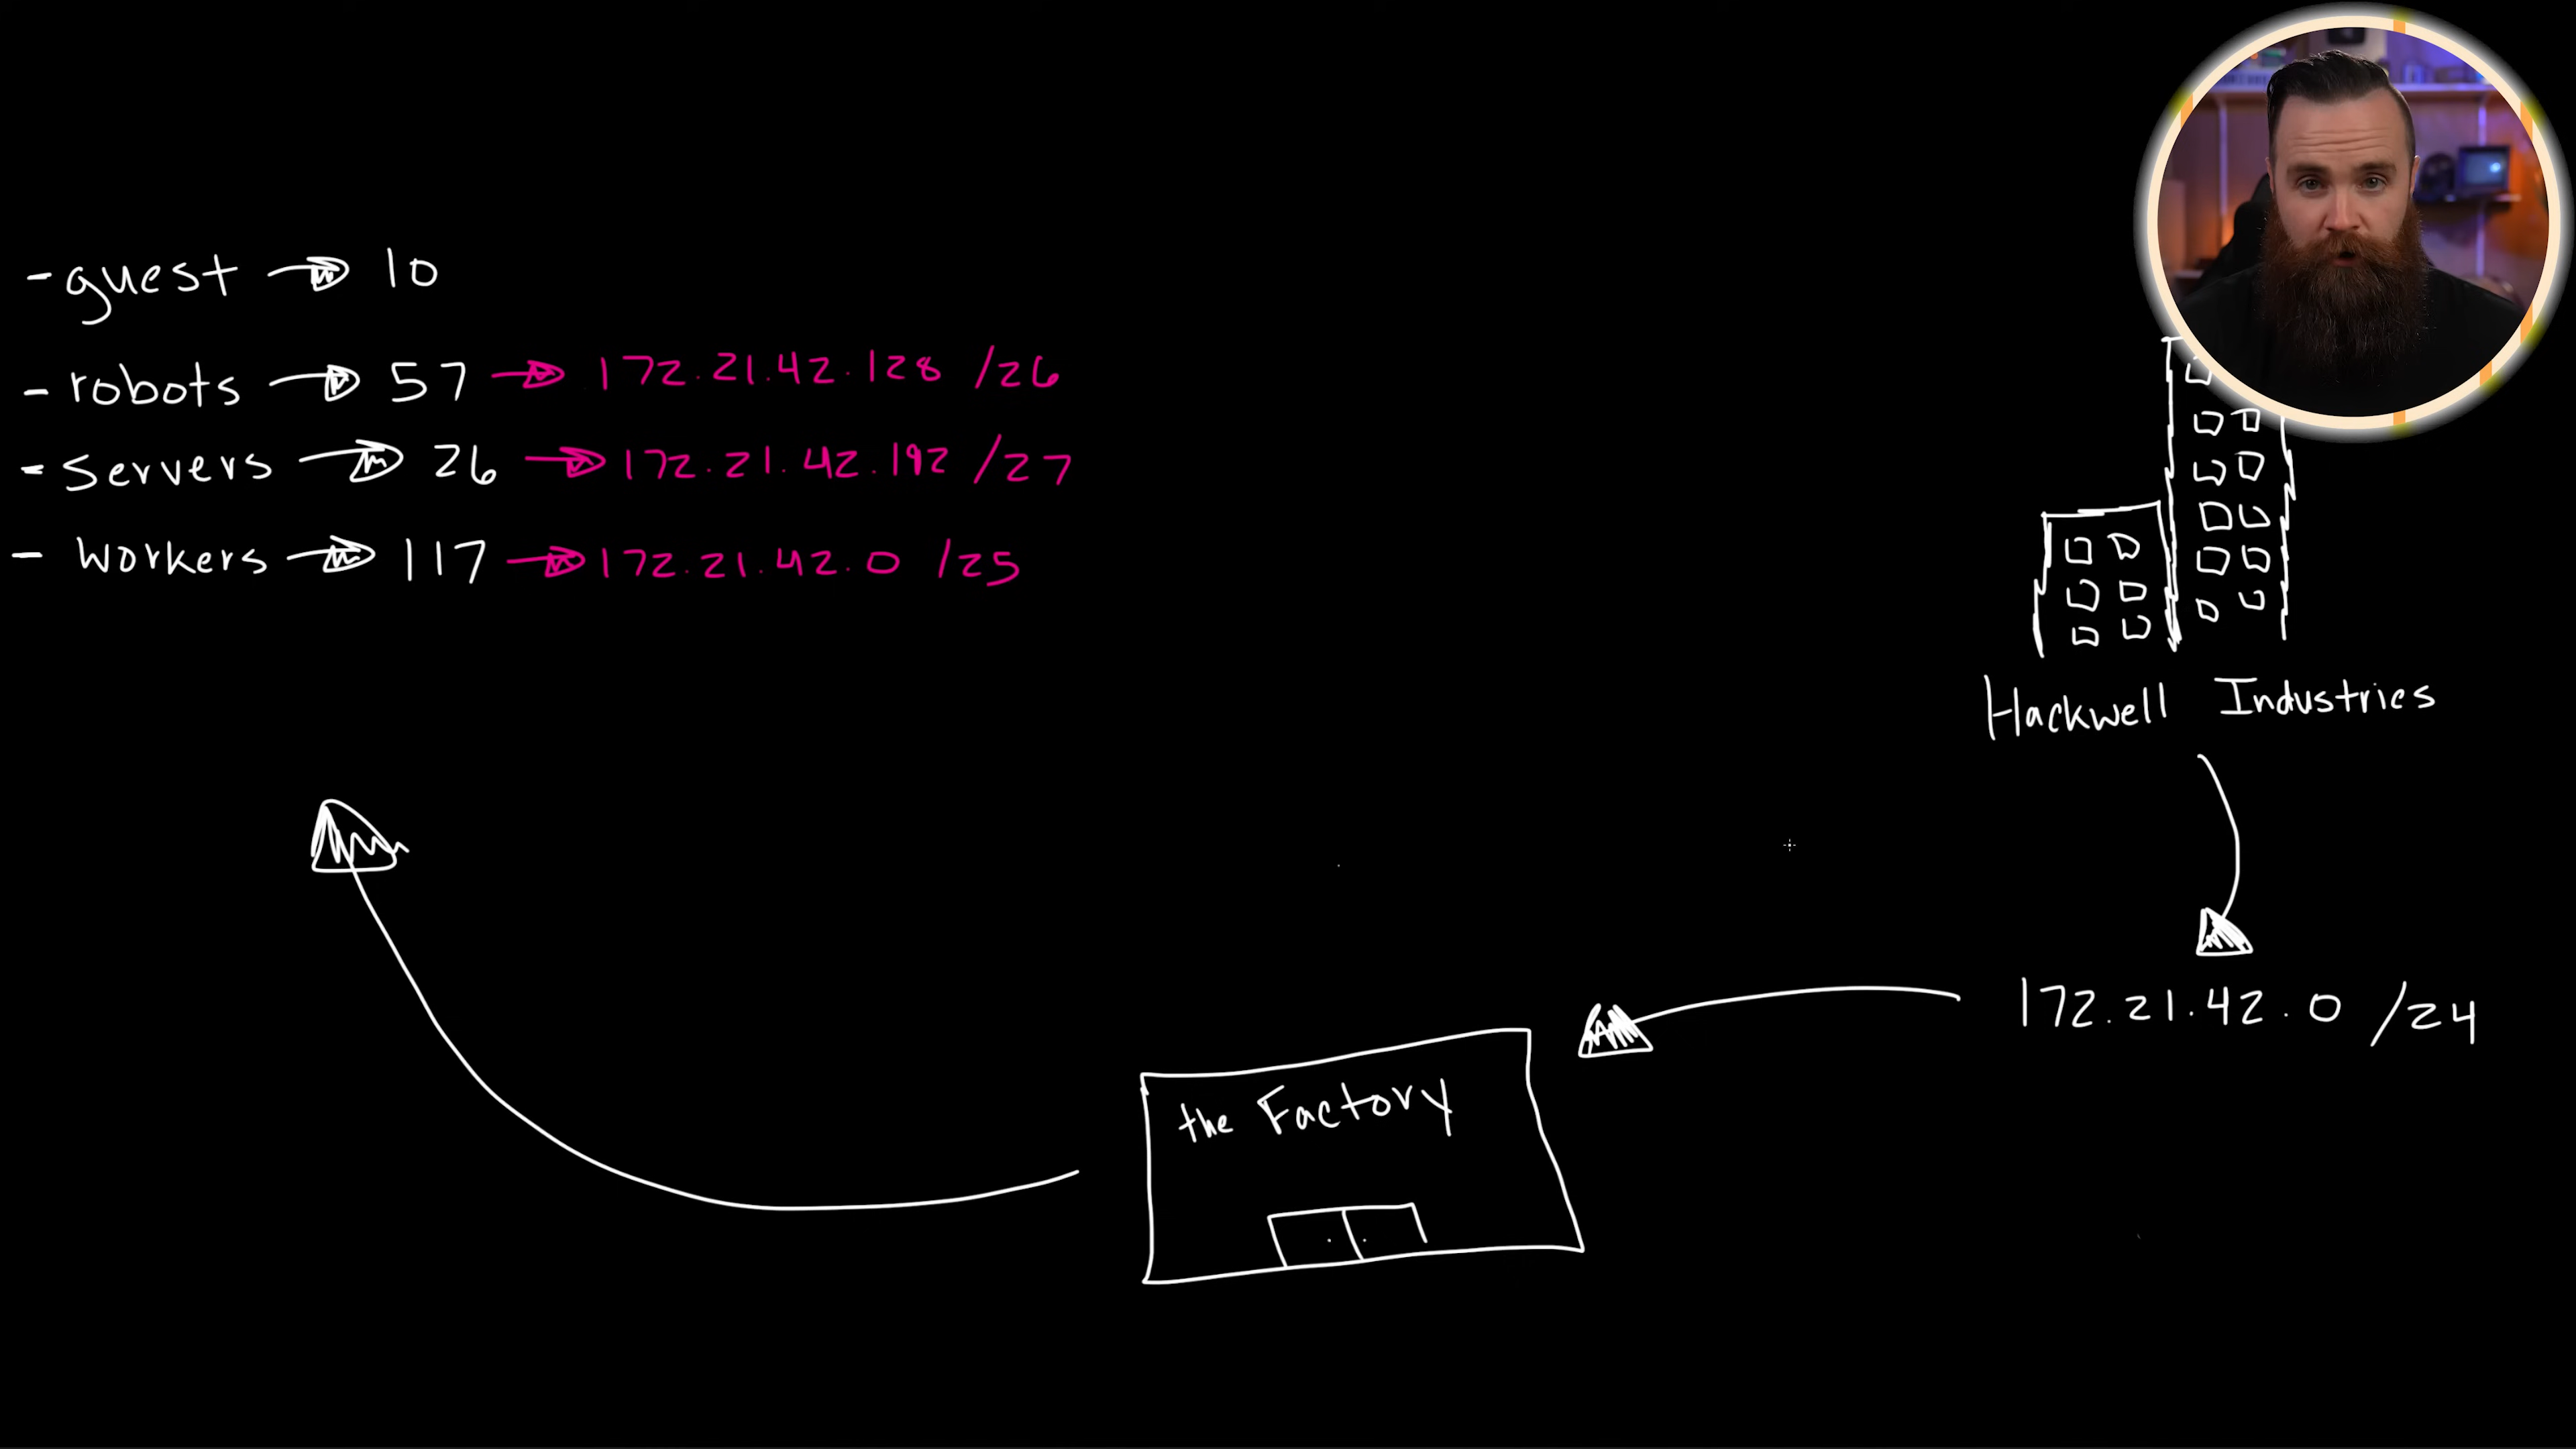 - guest → 10
- robots → 57 → 172.21.42.128 /26
- servers → 26 → 172.21.42.192 /27
- workers → 117 → 172.21.42.0 /25
Hackwell Industries
172.21.42.0 /24
the Factory